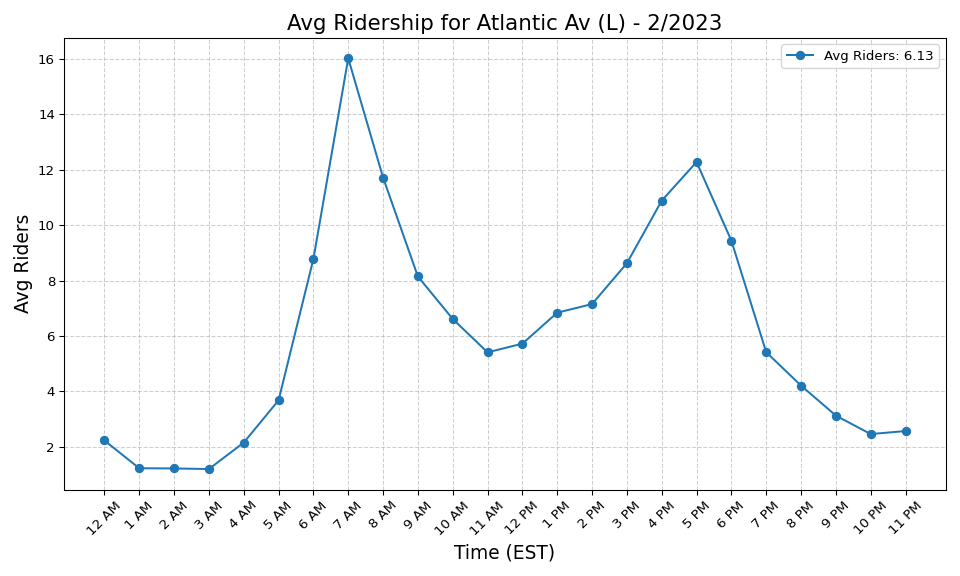 Avg Ridership for Atlantic Av (L) - 2/2023
Avg Riders: 6.13
Avg Riders
16
14
12
10
8
6
4
2
12 AM
1 AM
2 AM
3 AM
4 AM
5 AM
6 AM
7 AM
8 AM
9 AM
10 AM
11 AM
12 PM
1 PM
2 PM
3 PM
4 PM
5 PM
6 PM
7 PM
8 PM
9 PM
10 PM
11 PM
Time (EST)